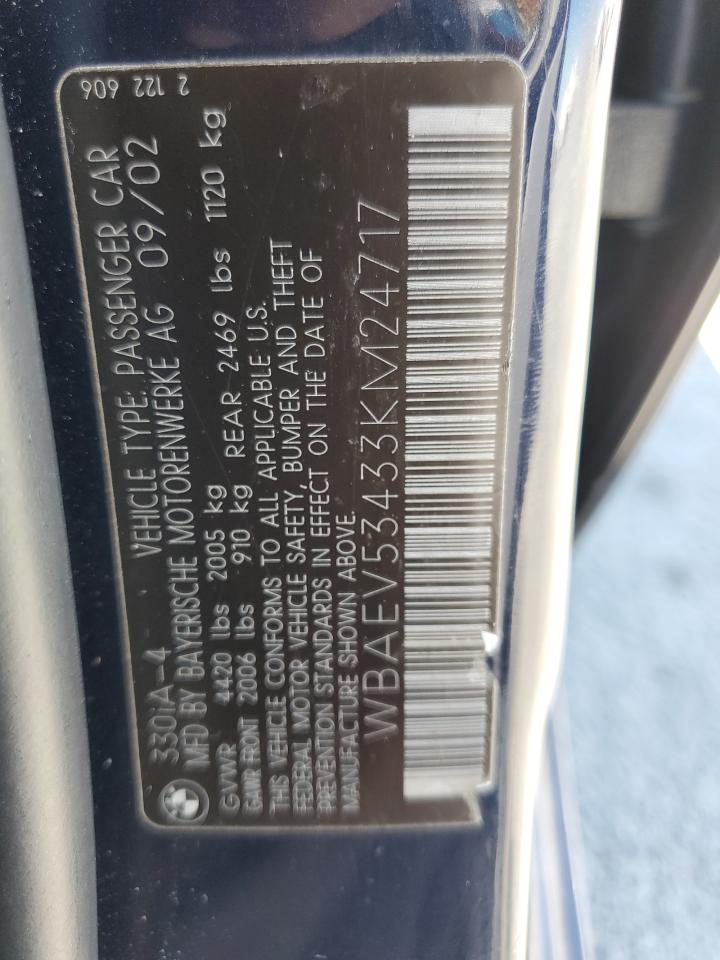 2 122 606
330iA-4 VEHICLE TYPE: PASSENGER CAR
MFD BY BAYERISCHE MOTORENWERKE AG 09/02
GVWR 4420 lbs 2005 kg
GAWR FRONT 2006 lbs 910 kg REAR 2469 lbs 1120 kg
THIS VEHICLE CONFORMS TO ALL APPLICABLE U.S.
FEDERAL MOTOR VEHICLE SAFETY, BUMPER AND THEFT
PREVENTION STANDARDS IN EFFECT ON THE DATE OF
MANUFACTURE SHOWN ABOVE.
WBAEV53433KM24717